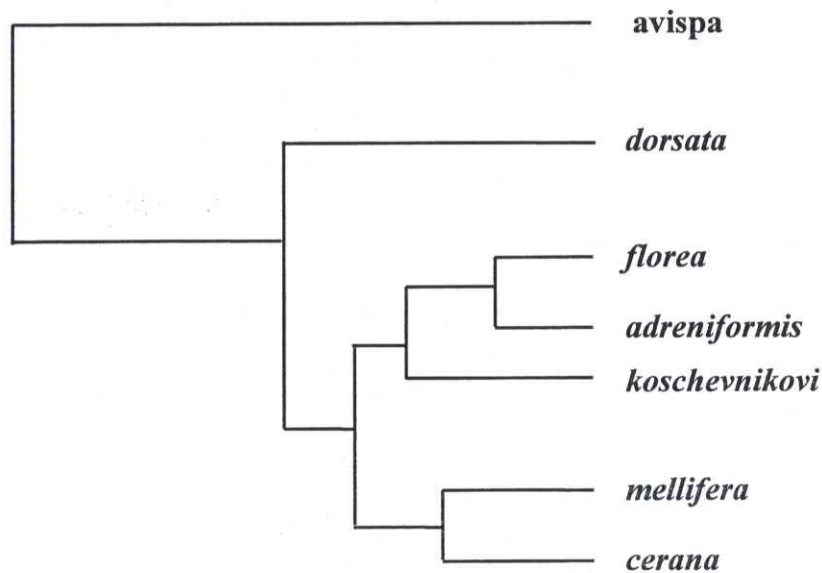 avispa
dorsata
florea
adreniformis
koschevnikovi
mellifera
cerana